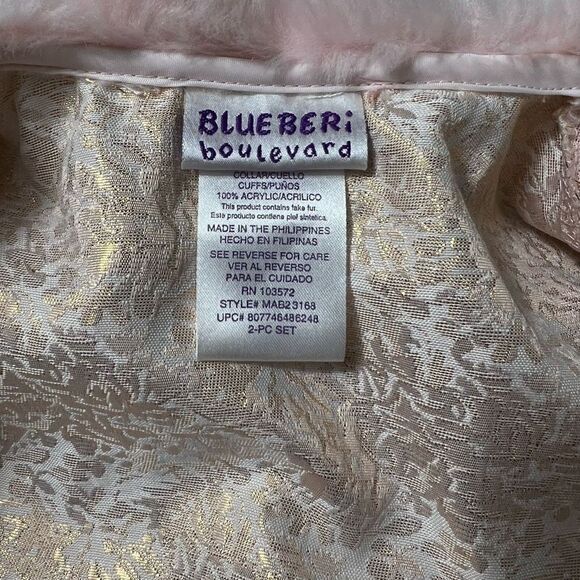 BLUEBERi
boulevard
COLLAR/CUELLO
CUFFS/PUÑOS
100% ACRYLIC/ACRILICO
This product contains fake fur.
Este producto contiene piel sintetica.
MADE IN THE PHILIPPINES
HECHO EN FILIPINAS
SEE REVERSE FOR CARE
VER AL REVERSO
PARA EL CUIDADO
RN 103572
STYLE# MAB23168
UPC# 807746486248
2-PC SET